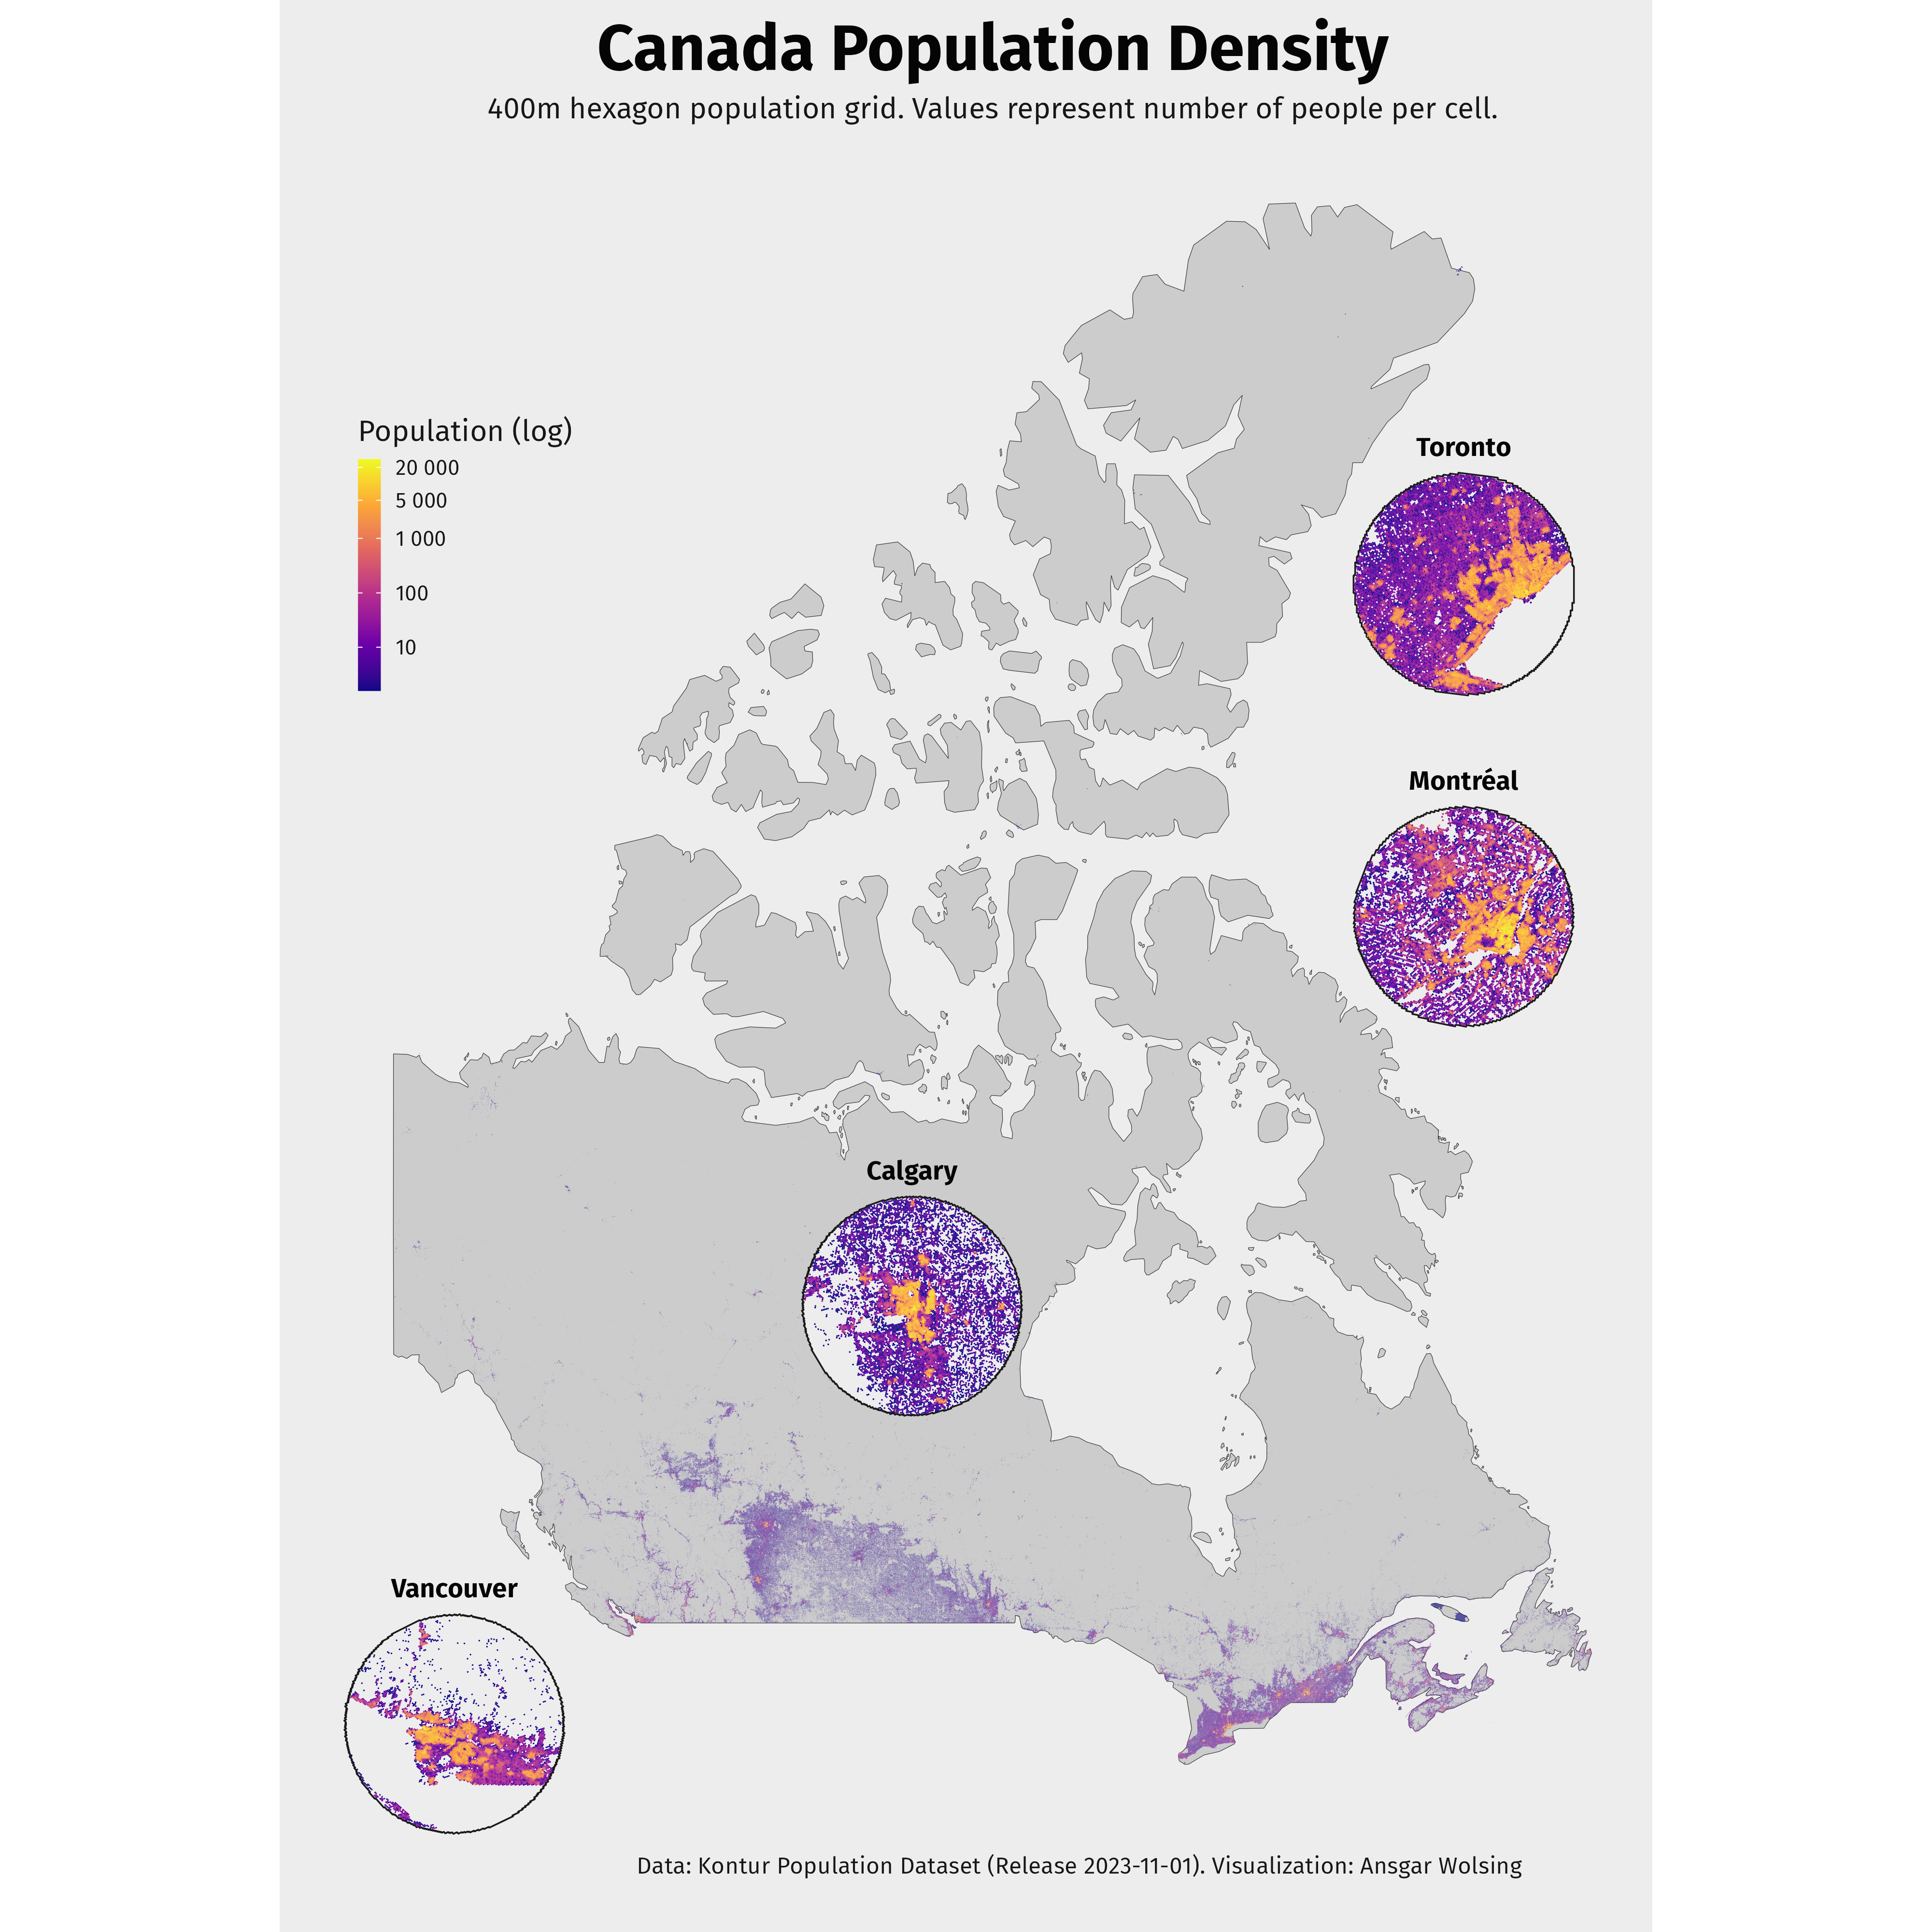 Canada Population Density
400m hexagon population grid. Values represent number of people per cell.
Population (log)
20 000
5 000
1 000
100
10
Toronto
Montréal
Calgary
Vancouver
Data: Kontur Population Dataset (Release 2023-11-01). Visualization: Ansgar Wolsing